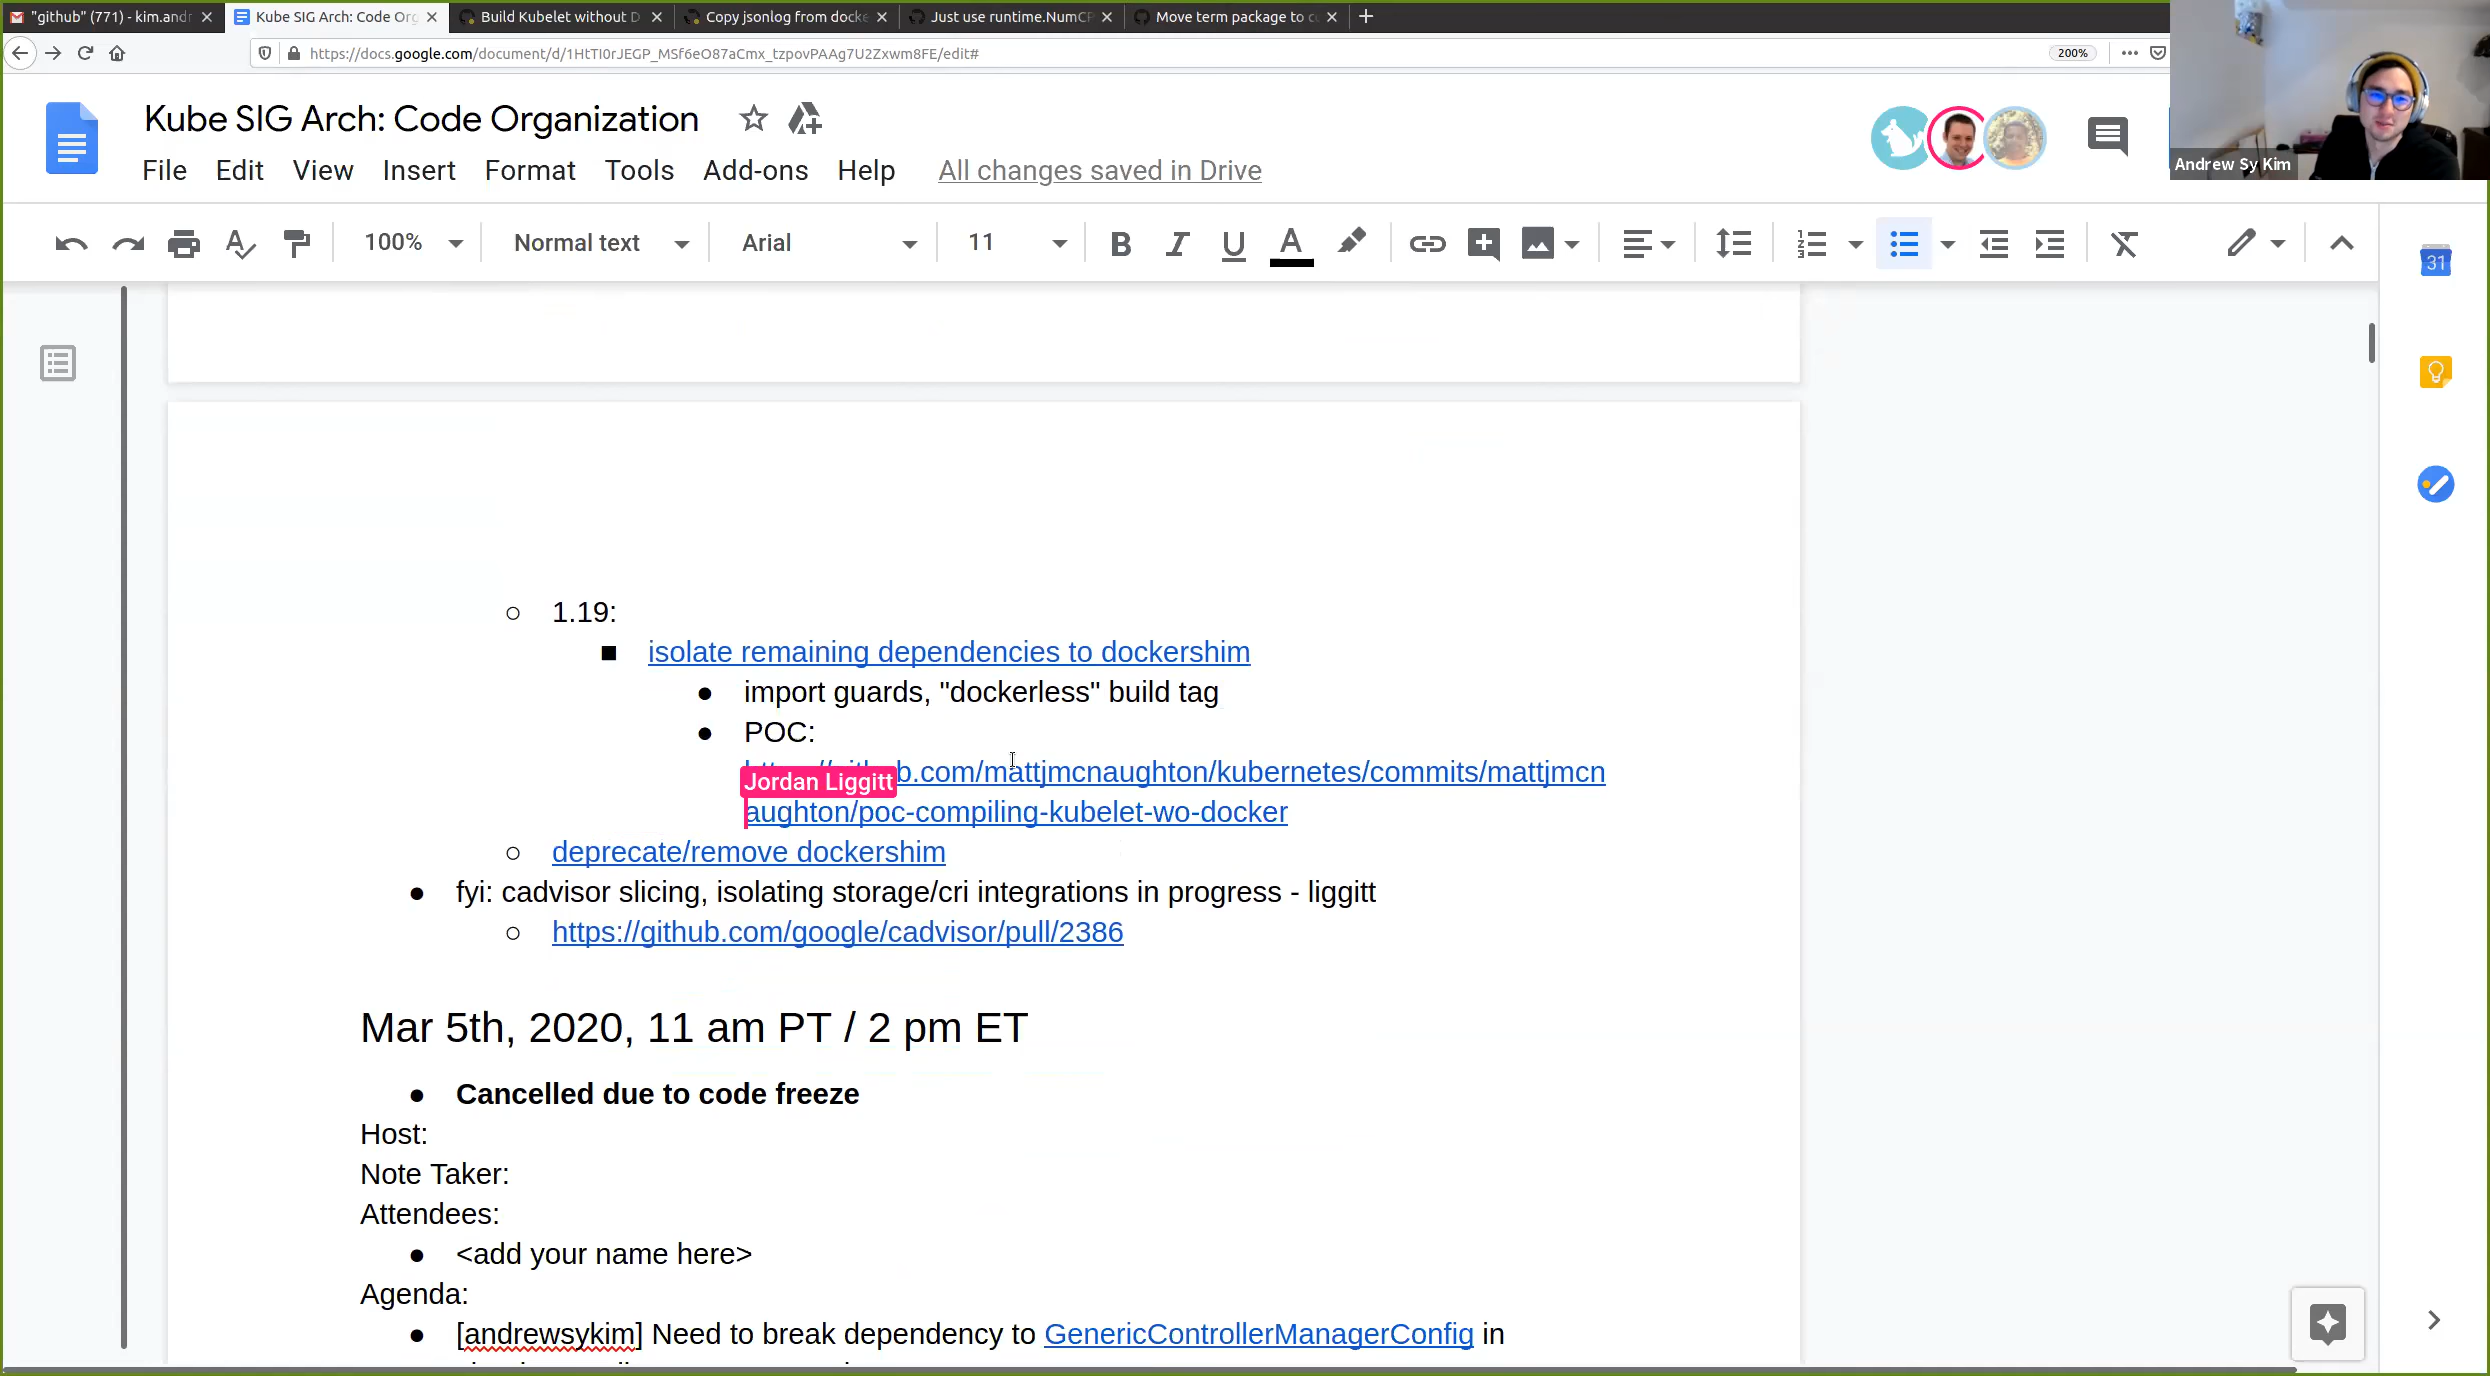 "github" (771) - kim.andr
Kube SIG Arch: Code Org
Build Kubelet without D
Copy jsonlog from docke
Just use runtime.NumCP
Move term package to c
https://docs.google.com/document/d/1HtTI0rJEGP_MSf6eO87aCmx_tzpovPAAg7U2Zxwm8FE/edit#
200%
Kube SIG Arch: Code Organization
File Edit View Insert Format Tools Add-ons Help All changes saved in Drive
Andrew Sy Kim
100% Normal text Arial 11
31
1.19:
isolate remaining dependencies to dockershim
import guards, "dockerless" build tag
POC:
b.com/mattjmcnaughton/kubernetes/commits/mattjmcn
Jordan Liggitt
aughton/poc-compiling-kubelet-wo-docker
deprecate/remove dockershim
fyi: cadvisor slicing, isolating storage/cri integrations in progress - liggitt
https://github.com/google/cadvisor/pull/2386
Mar 5th, 2020, 11 am PT / 2 pm ET
Cancelled due to code freeze
Host:
Note Taker:
Attendees:
<add your name here>
Agenda:
[andrewsykim] Need to break dependency to GenericControllerManagerConfig in